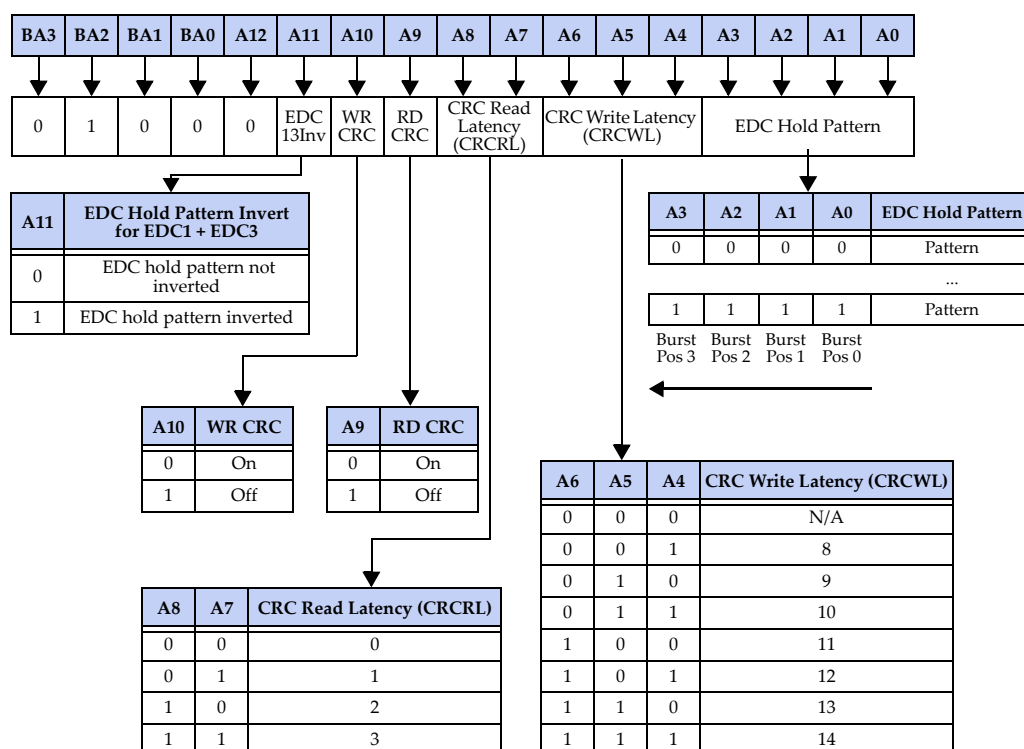 BA3 BA2 BA1 BA0 A12 A11 A10 A9 A8 A7 A6 A5 A4 A3 A2 A1 A0
0 1 0 0 0 EDC 13Inv WR CRC RD CRC CRC Read Latency (CRCRL) CRC Write Latency (CRCWL) EDC Hold Pattern
A11 EDC Hold Pattern Invert for EDC1 + EDC3
0 EDC hold pattern not inverted
1 EDC hold pattern inverted
A3 A2 A1 A0 EDC Hold Pattern
0 0 0 0 Pattern
...
1 1 1 1 Pattern
Burst Pos 3 Burst Pos 2 Burst Pos 1 Burst Pos 0
A10 WR CRC
0 On
1 Off
A9 RD CRC
0 On
1 Off
A8 A7 CRC Read Latency (CRCRL)
0 0 0
0 1 1
1 0 2
1 1 3
A6 A5 A4 CRC Write Latency (CRCWL)
0 0 0 N/A
0 0 1 8
0 1 0 9
0 1 1 10
1 0 0 11
1 0 1 12
1 1 0 13
1 1 1 14